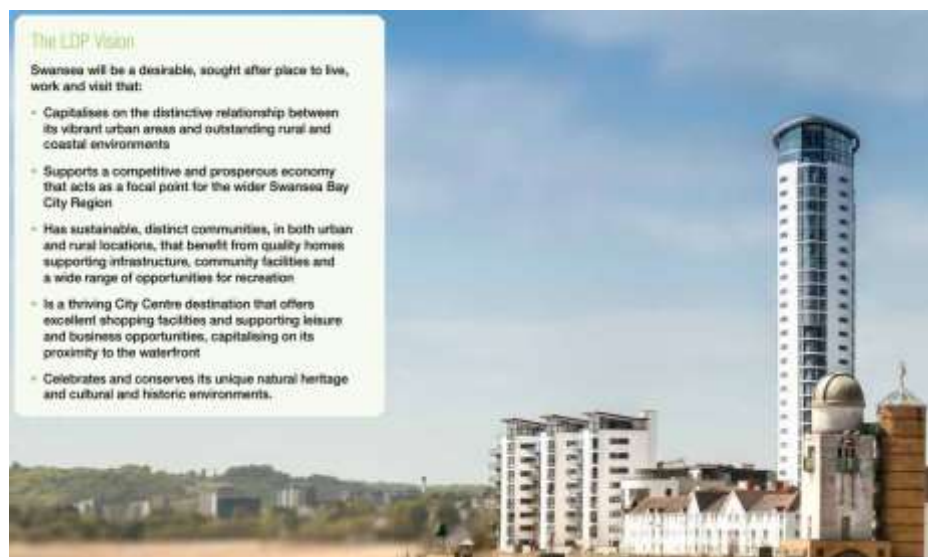 The LDP Vision
Swansea will be a desirable, sought after place to live,
work and visit that:
• Capitalises on the distinctive relationship between
its vibrant urban areas and outstanding rural and
coastal environments
• Supports a competitive and prosperous economy
that acts as a focal point for the wider Swansea Bay
City Region
• Has sustainable, distinct communities, in both urban
and rural locations, that benefit from quality homes
supporting infrastructure, community facilities and
a wide range of opportunities for recreation
• Is a thriving City Centre destination that offers
excellent shopping facilities and supporting leisure
and business opportunities, capitalising on its
proximity to the waterfront
• Celebrates and conserves its unique natural heritage
and cultural and historic environments.